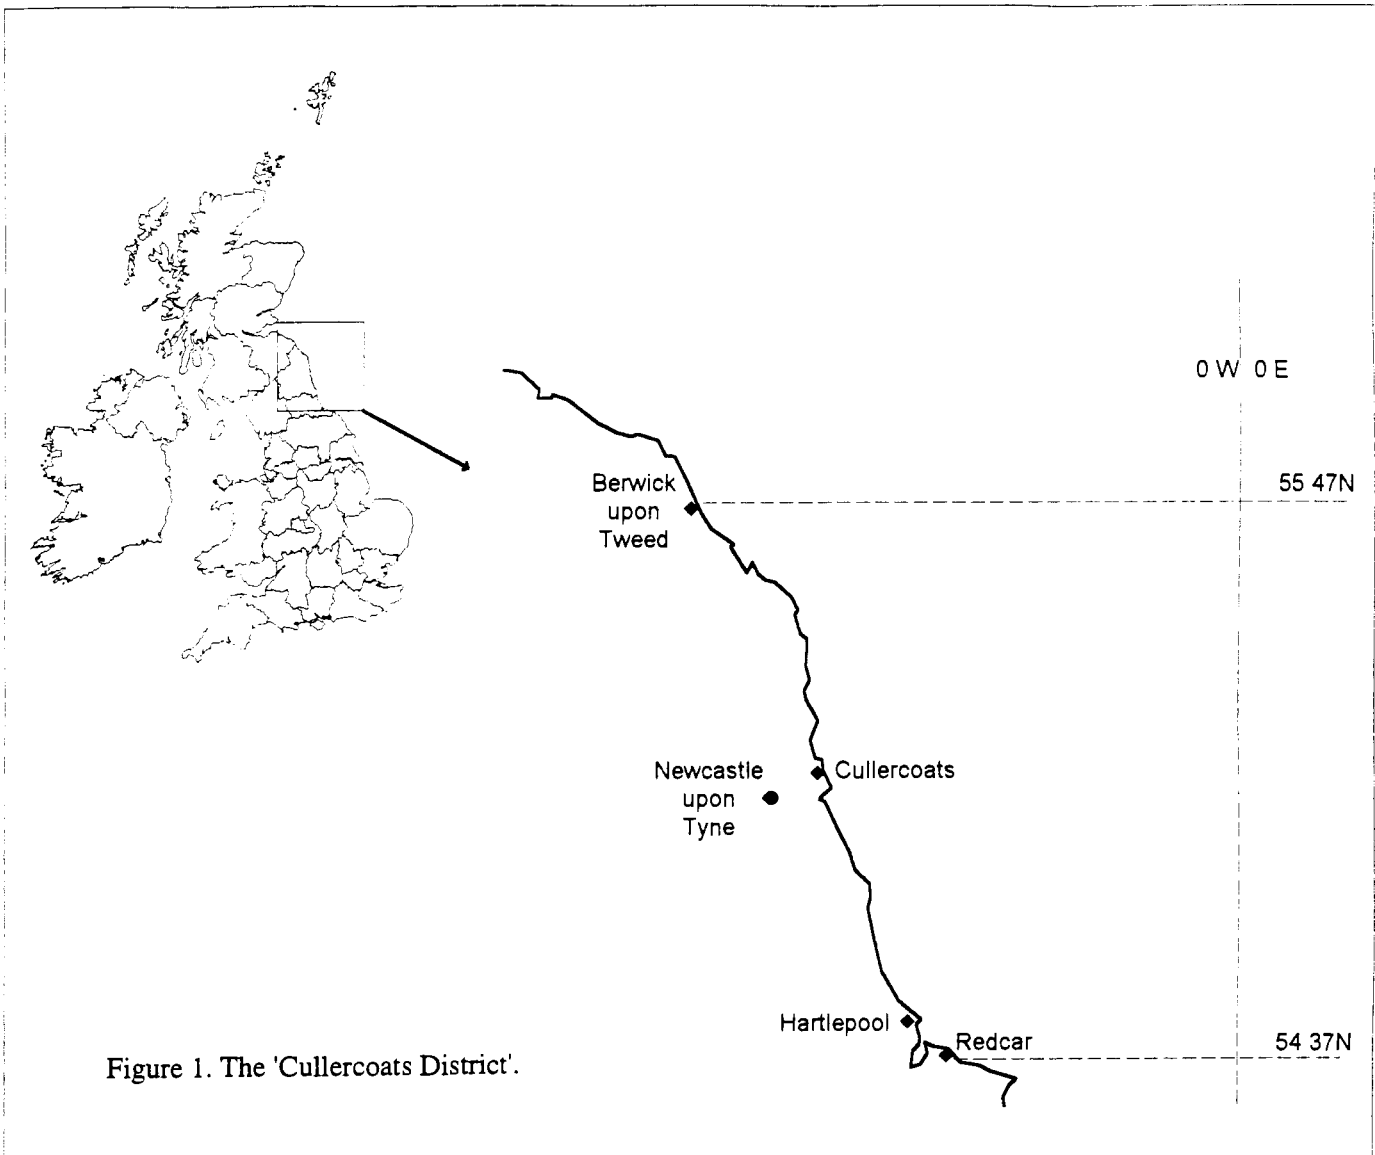 0 W 0 E
55 47N
Berwick
upon
Tweed
Newcastle
upon
Tyne
Cullercoats
Hartlepool
Redcar
54 37N
Figure 1. The 'Cullercoats District'.